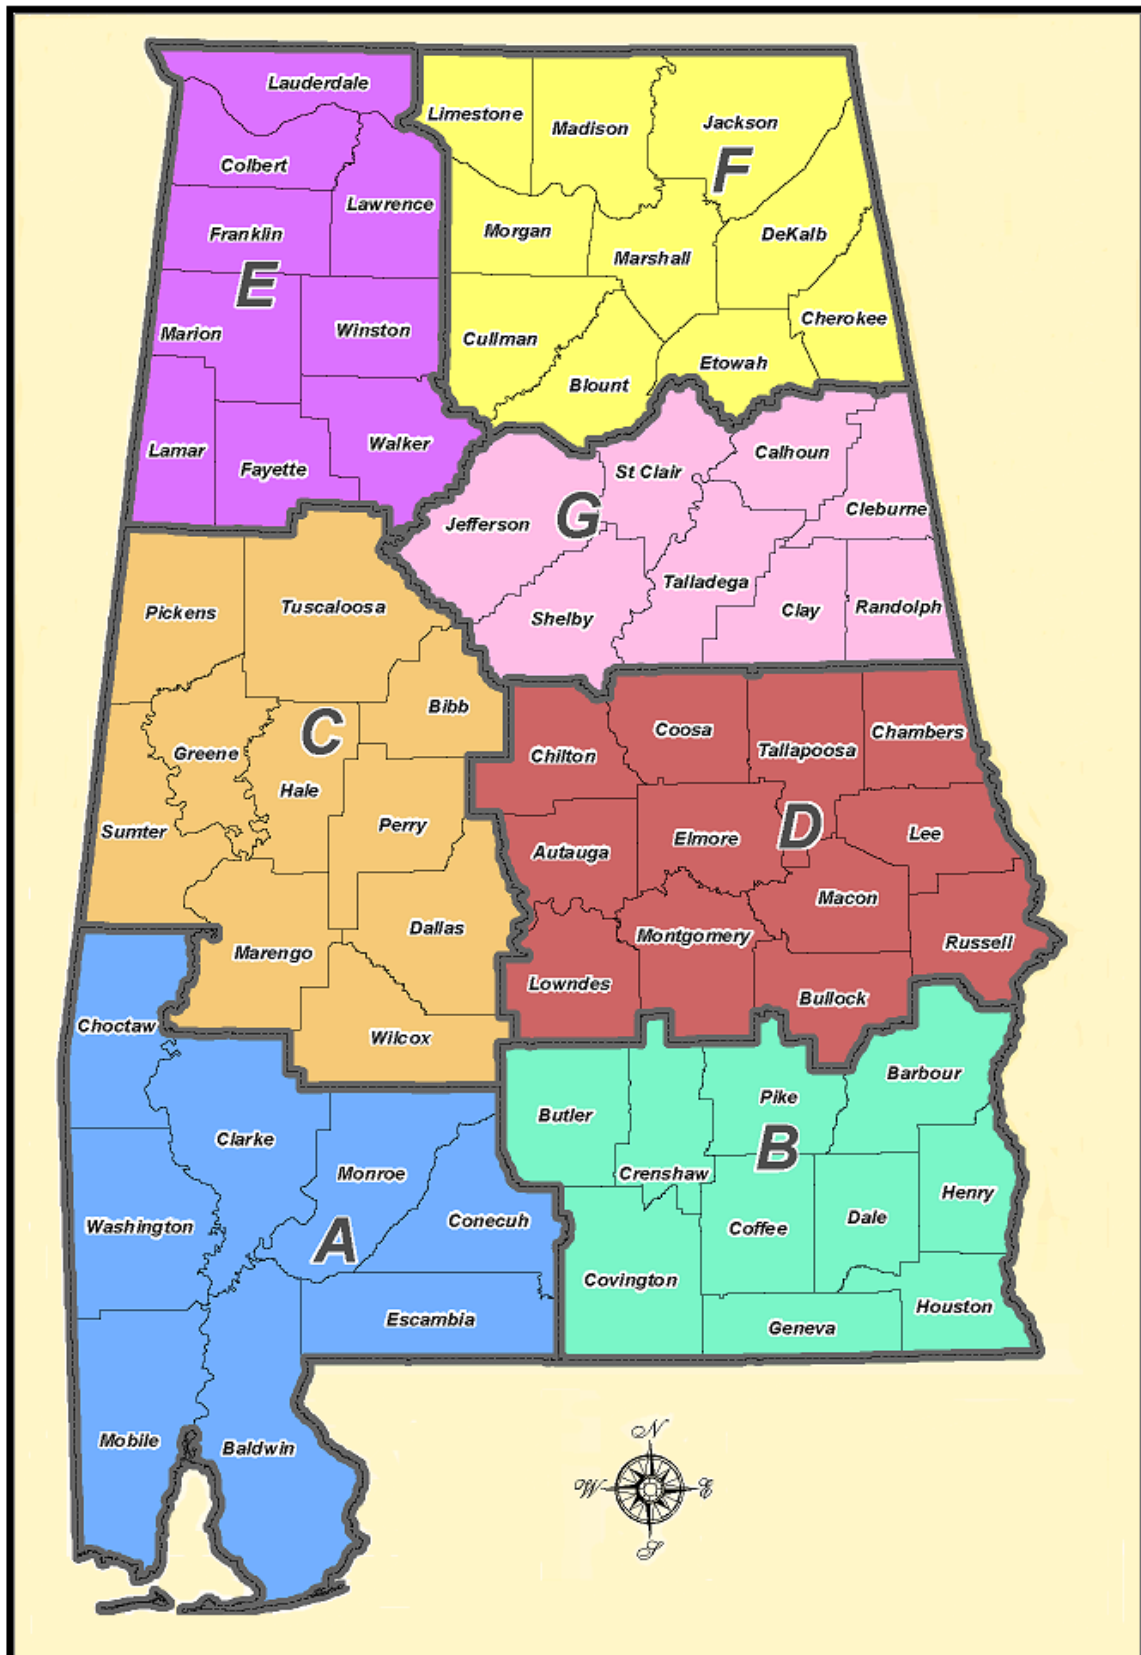 Lauderdale
Limestone
Madison
Jackson
Colbert
F
Lawrence
Franklin
Morgan
DeKalb
Marshall
E
Marion
Winston
Cullman
Cherokee
Etowah
Blount
Lamar
Fayette
Walker
St Clair
Calhoun
Jefferson
G
Cleburne
Talladega
Pickens
Tuscaloosa
Shelby
Clay
Randolph
Bibb
C
Greene
Hale
Chilton
Coosa
Tallapoosa
Chambers
Sumter
Perry
Autauga
Elmore
D
Lee
Marengo
Dallas
Macon
Montgomery
Russell
Lowndes
Bullock
Choctaw
Wilcox
Barbour
Butler
Pike
Clarke
B
Monroe
Crenshaw
Henry
Washington
Conecuh
Coffee
Dale
A
Covington
Escambia
Geneva
Houston
Mobile
Baldwin
N
W E
S